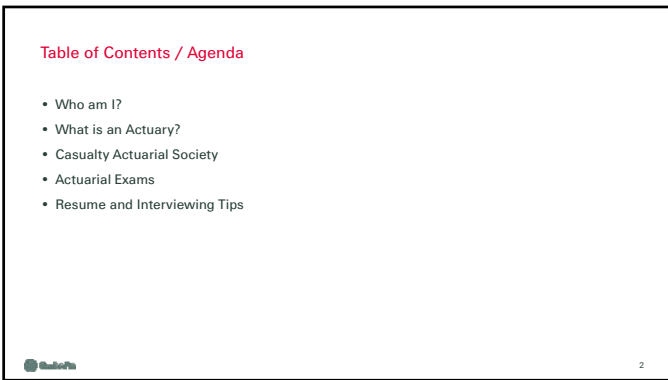 Table of Contents / Agenda
• Who am I?
• What is an Actuary?
• Casualty Actuarial Society
• Actuarial Exams
• Resume and Interviewing Tips
2